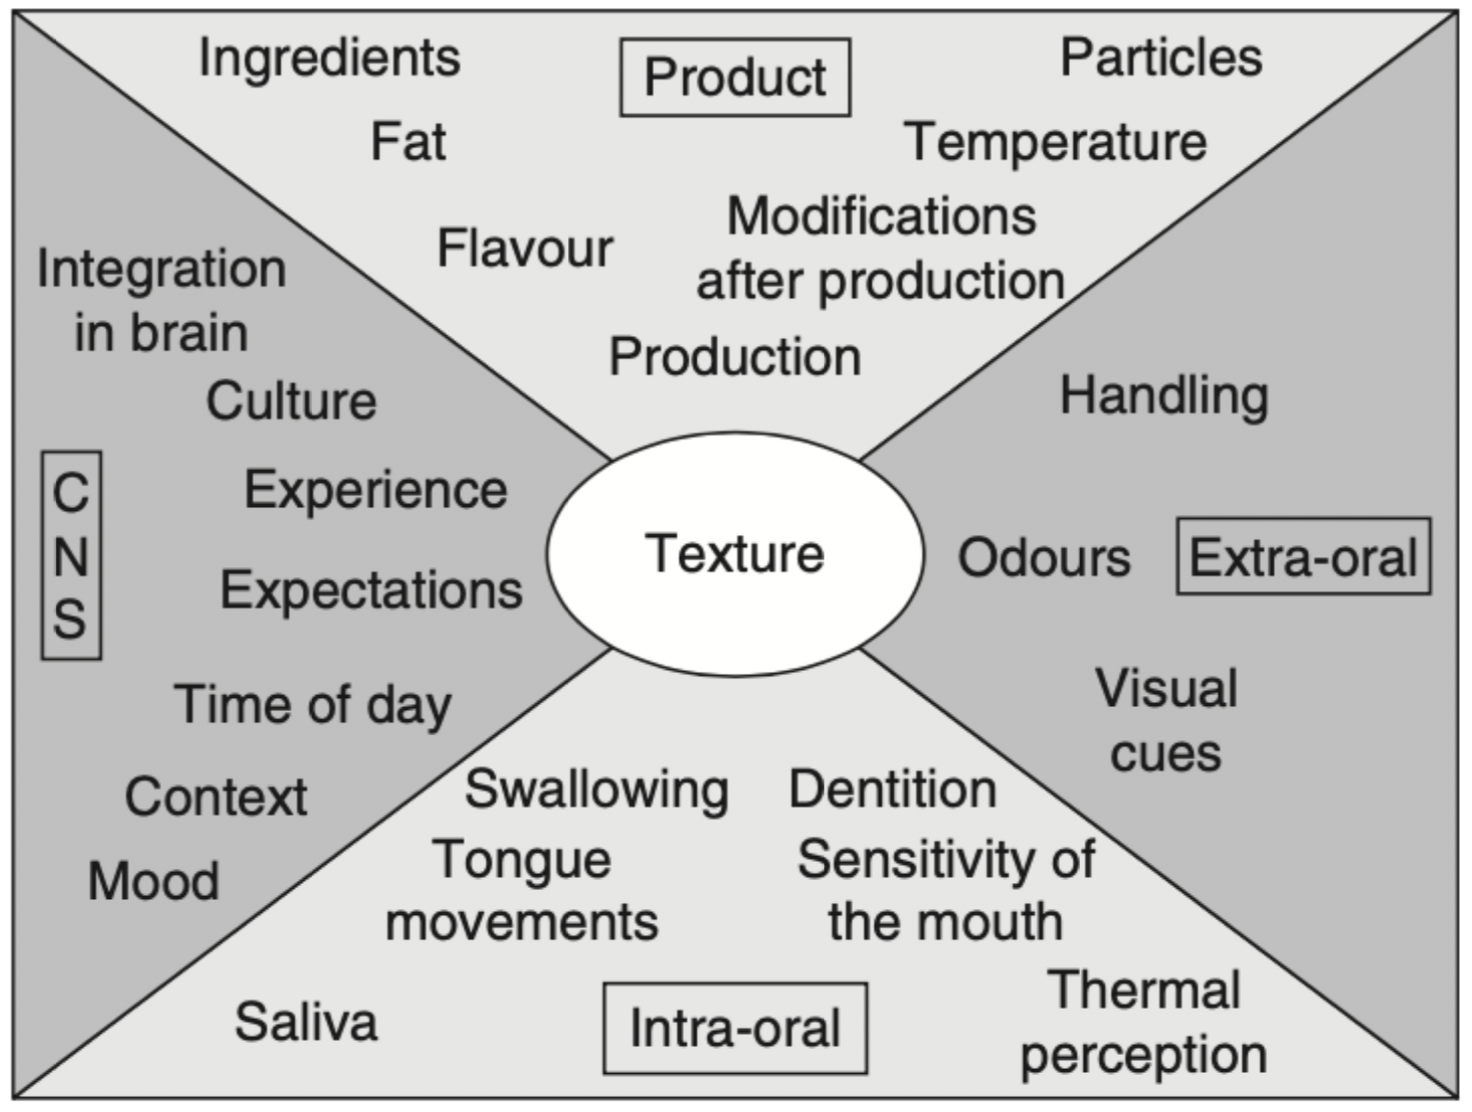 Ingredients
Product
Particles
Fat
Temperature
Flavour
Modifications
after production
Production
Integration
in brain
Culture
C
N
S
Experience
Expectations
Time of day
Context
Mood
Texture
Handling
Odours
Extra-oral
Visual
cues
Swallowing
Dentition
Tongue
movements
Sensitivity of
the mouth
Saliva
Intra-oral
Thermal
perception